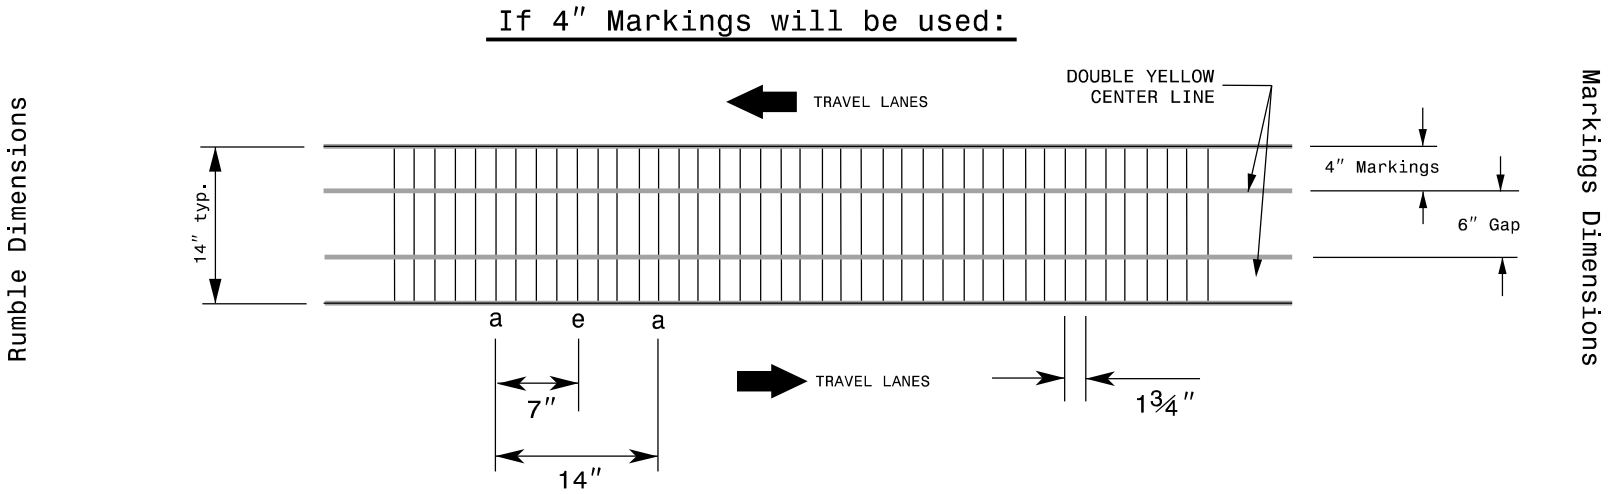 If 4" Markings will be used:
DOUBLE YELLOW
CENTER LINE
TRAVEL LANES
Rumble Dimensions
14" typ.
4" Markings
6" Gap
Markings Dimensions
a e a
7"
14"
TRAVEL LANES
1¾"